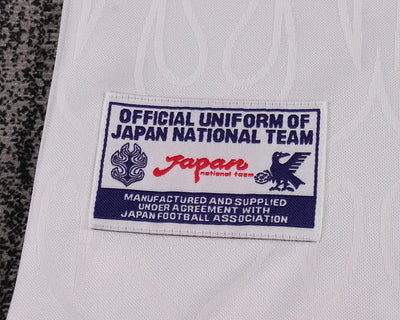 OFFICIAL UNIFORM OF
JAPAN NATIONAL TEAM
Japan
national team
MANUFACTURED AND SUPPLIED
UNDER AGREEMENT WITH
JAPAN FOOTBALL ASSOCIATION